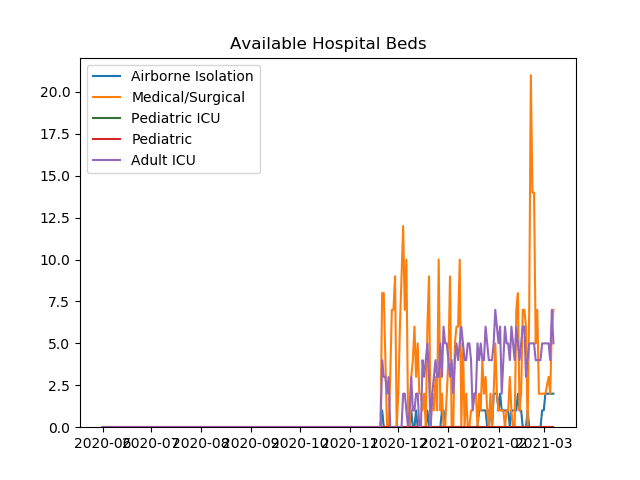 Available Hospital Beds
Airborne Isolation
Medical/Surgical
Pediatric ICU
Pediatric
Adult ICU
20.0
17.5
15.0
12.5
10.0
7.5
5.0
2.5
0.0
2020-06 2020-07 2020-08 2020-09 2020-10 2020-11 2020-12 2021-01 2021-02 2021-03